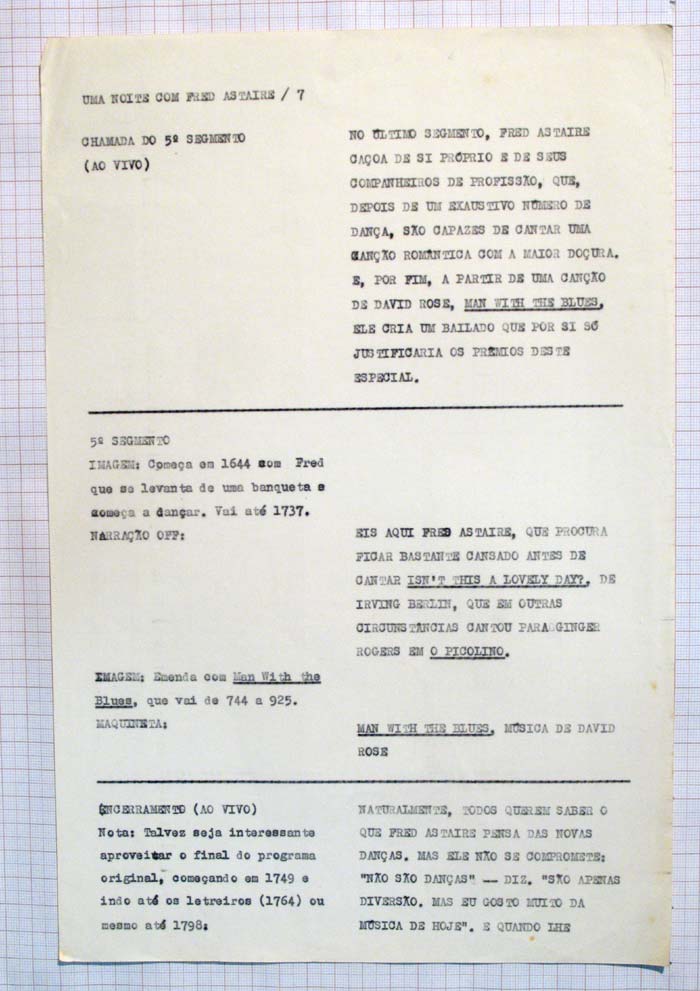 UMA NOITE COM FRED ASTAIRE / 7
CHAMADA DO 5º SEGMENTO
(AO VIVO)
NO ÚLTIMO SEGMENTO, FRED ASTAIRE
CAÇOA DE SI PRÓPRIO E DE SEUS
COMPANHEIROS DE PROFISSÃO, QUE,
DEPOIS DE UM EXAUSTIVO NÚMERO DE
DANÇA, SÃO CAPAZES DE CANTAR UMA
CANÇÃO ROMÂNTICA COM A MAIOR DOÇURA.
E, POR FIM, A PARTIR DE UMA CANÇÃO
DE DAVID ROSE, MAN WITH THE BLUES,
ELE CRIA UM BAILADO QUE POR SI SÓ
JUSTIFICARIA OS PRÊMIOS DESTE
ESPECIAL.
5º SEGMENTO
IMAGEM: Começa em 1644 com Fred
que se levanta de uma banqueta e
começa a dançar. Vai até 1737.
NARRAÇÃO OFF:
EIS AQUI FRED ASTAIRE, QUE PROCURA
FICAR BASTANTE CANSADO ANTES DE
CANTAR ISN'T THIS A LOVELY DAY?, DE
IRVING BERLIN, QUE EM OUTRAS
CIRCUNSTÂNCIAS CANTOU PARA GINGER
ROGERS EM O PICOLINO.
IMAGEM: Emenda com Man With the
Blues, que vai de 744 a 925.
MAQUINETA:
MAN WITH THE BLUES, MÚSICA DE DAVID
ROSE
ENCERRAMENTO (AO VIVO)
Nota: Talvez seja interessante
aproveitar o final do programa
original, começando em 1749 e
indo até os letreiros (1764) ou
mesmo até 1798:
NATURALMENTE, TODOS QUEREM SABER O
QUE FRED ASTAIRE PENSA DAS NOVAS
DANÇAS. MAS ELE NÃO SE COMPROMETE:
"NÃO SÃO DANÇAS" -- DIZ. "SÃO APENAS
DIVERSÃO. MAS EU GOSTO MUITO DA
MÚSICA DE HOJE". E QUANDO LHE